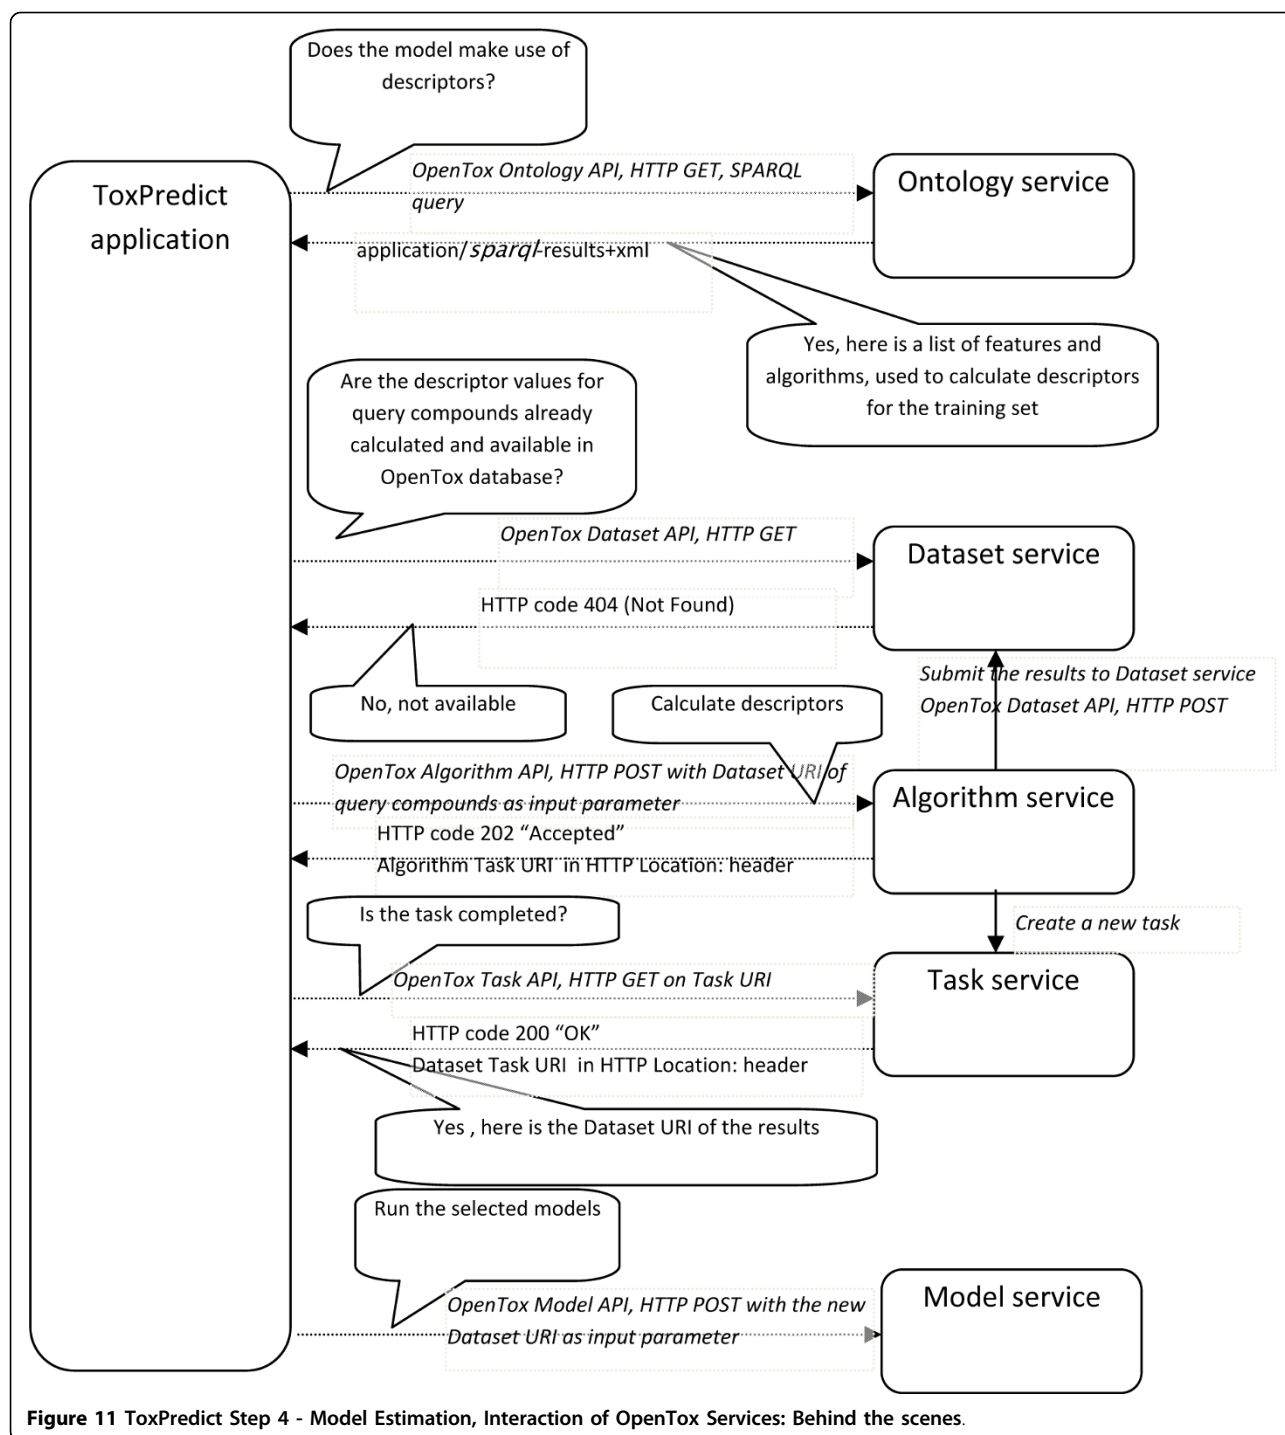 Does the model make use of
descriptors?
ToxPredict
application
OpenTox Ontology API, HTTP GET, SPARQL
query
Ontology service
application/sparql-results+xml
Yes, here is a list of features and
algorithms, used to calculate descriptors
for the training set
Are the descriptor values for
query compounds already
calculated and available in
OpenTox database?
OpenTox Dataset API, HTTP GET
Dataset service
HTTP code 404 (Not Found)
No, not available
Calculate descriptors
Submit the results to Dataset service
OpenTox Dataset API, HTTP POST
OpenTox Algorithm API, HTTP POST with Dataset URI of
query compounds as input parameter
Algorithm service
HTTP code 202 “Accepted”
Algorithm Task URI  in HTTP Location: header
Is the task completed?
Create a new task
OpenTox Task API, HTTP GET on Task URI
Task service
HTTP code 200 “OK”
Dataset Task URI  in HTTP Location: header
Yes , here is the Dataset URI of the results
Run the selected models
OpenTox Model API, HTTP POST with the new
Dataset URI as input parameter
Model service
Figure 11 ToxPredict Step 4 - Model Estimation, Interaction of OpenTox Services: Behind the scenes.